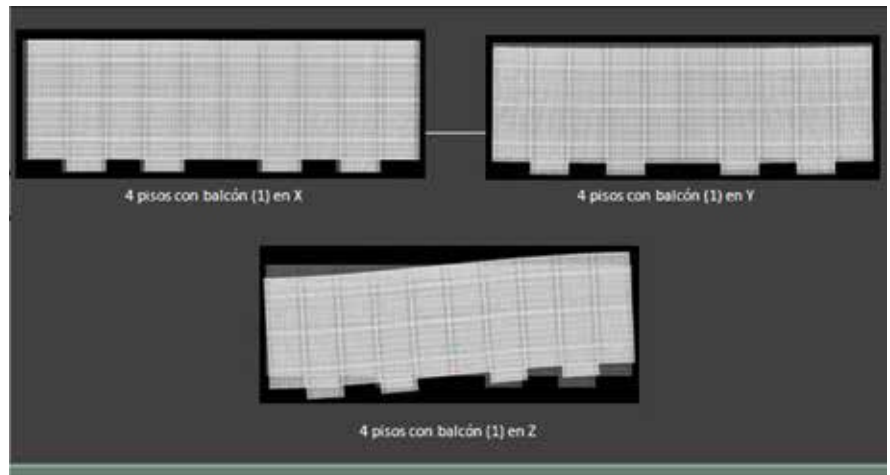 4 pisos con balcón (1) en X
4 pisos con balcón (1) en Y
4 pisos con balcón (1) en Z